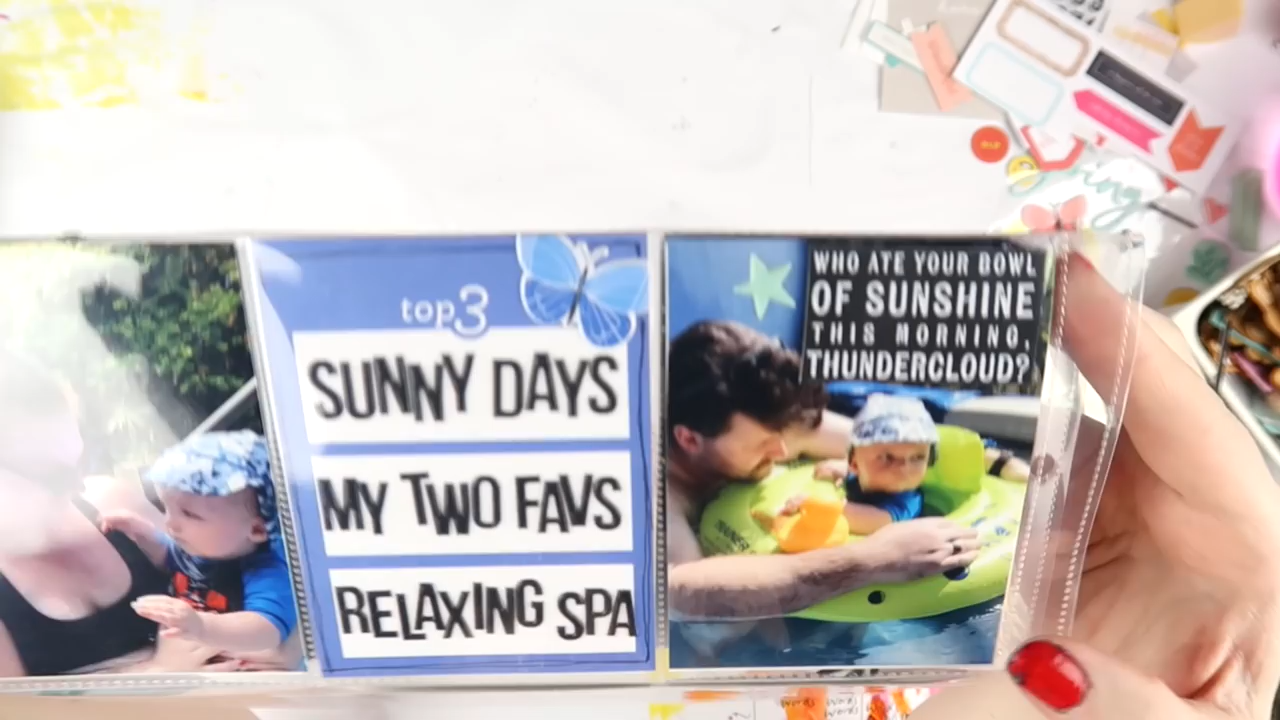 top3
SUNNY DAYS
MY TWO FAVS
RELAXING SPA
WHO ATE YOUR BOWL
OF SUNSHINE
THIS MORNING,
THUNDERCLOUD?